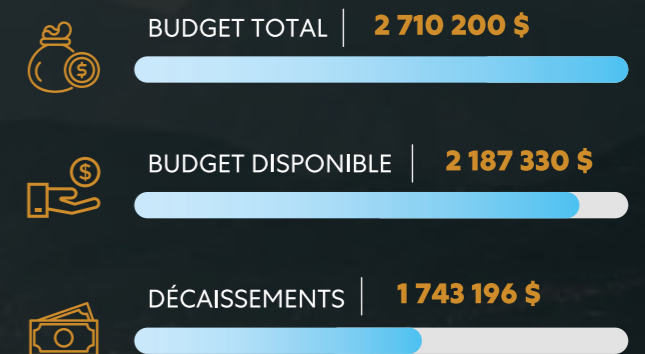 BUDGET TOTAL | 2 710 200 $
BUDGET DISPONIBLE | 2 187 330 $
DÉCAISSEMENTS | 1 743 196 $